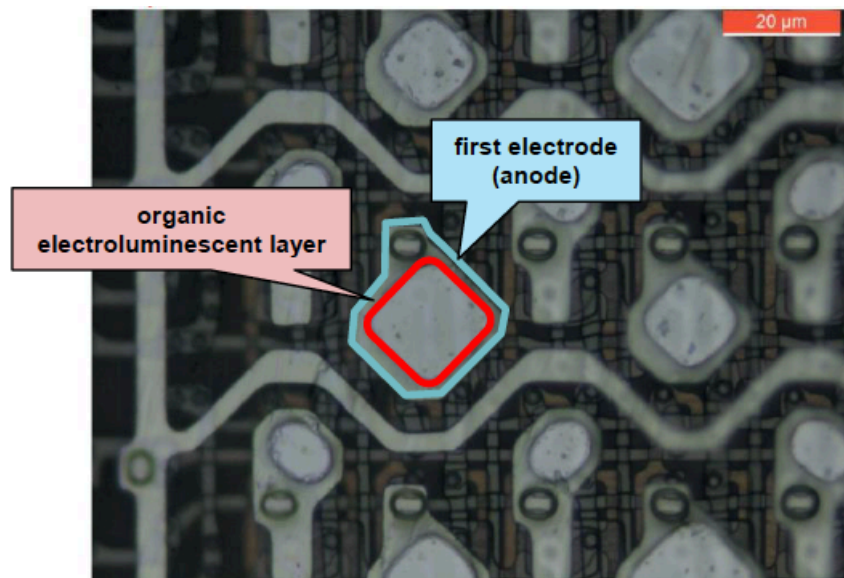 20 µm
first electrode
(anode)
organic
electroluminescent layer